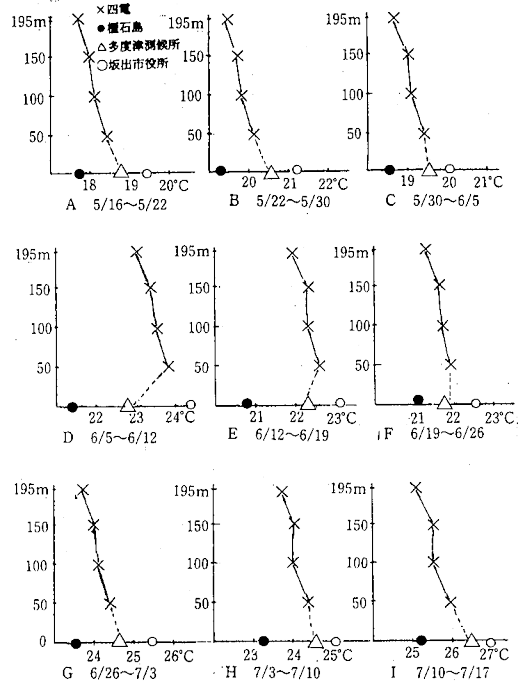 ×四電
●櫃石島
△多度津測候所
○坂出市役所
195m
150
100
50
18 19 20°C
A 5/16～5/22
195m
150
100
50
20 21 22°C
B 5/22～5/30
195m
150
100
50
19 20 21°C
C 5/30～6/5
195m
150
100
50
22 23 24°C
D 6/5～6/12
195m
150
100
50
21 22 23°C
E 6/12～6/19
195m
150
100
50
21 22 23°C
F 6/19～6/26
195m
150
100
50
0
24 25 26°C
G 6/26～7/3
195m
150
100
50
23 24 25°C
H 7/3～7/10
195m
150
100
50
25 26 27°C
I 7/10～7/17